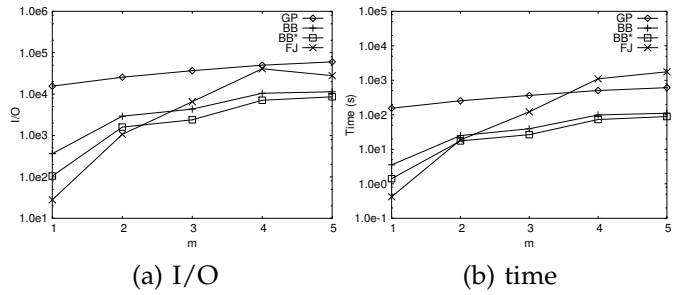 1.0e6
1.0e5
1.0e4
1.0e3
1.0e2
1.0e1
I/O
GP
BB
BB*
FJ
1 2 3 4 5
m
(a) I/O
1.0e5
1.0e4
1.0e3
1.0e2
1.0e1
1.0e0
1.0e-1
Time (s)
GP
BB
BB*
FJ
1 2 3 4 5
m
(b) time